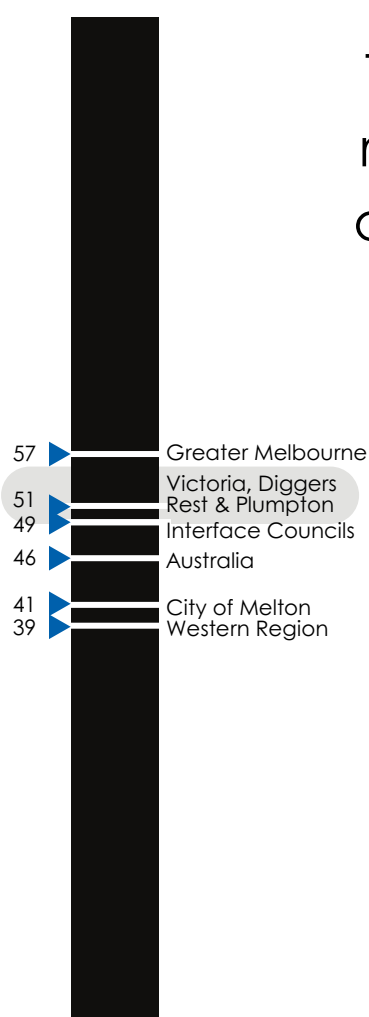 57 Greater Melbourne
Victoria, Diggers
51 Rest & Plumpton
49 Interface Councils
46 Australia
41 City of Melton
39 Western Region